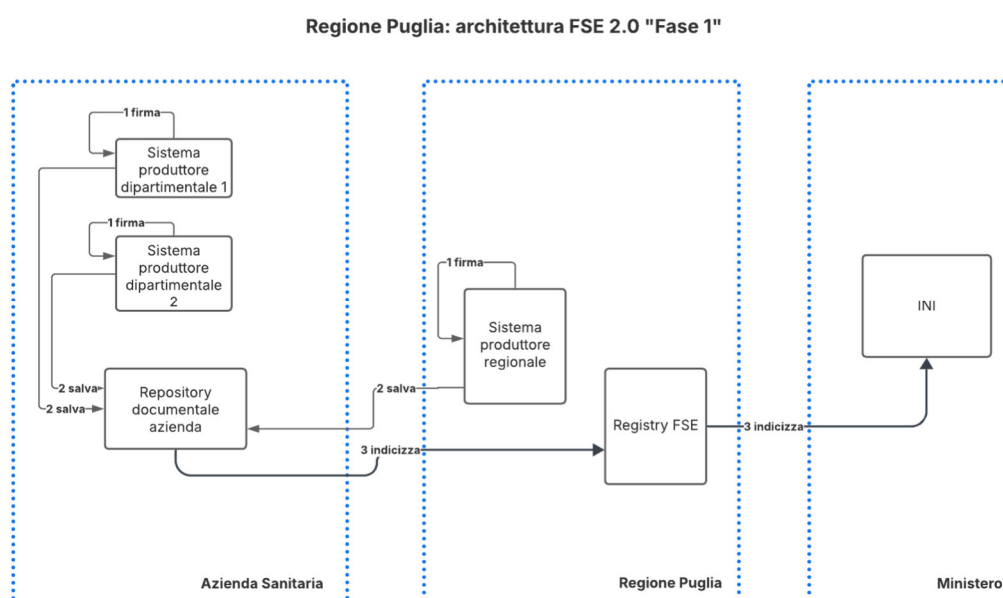 Regione Puglia: architettura FSE 2.0 "Fase 1"
1 firma
Sistema
produttore
dipartimentale 1
1 firma
Sistema
produttore
dipartimentale
2
2 salva
2 salva
Repository
documentale
azienda
Azienda Sanitaria
1 firma
Sistema
produttore
regionale
2 salva
3 indicizza
Registry FSE
Regione Puglia
3 indicizza
INI
Ministero